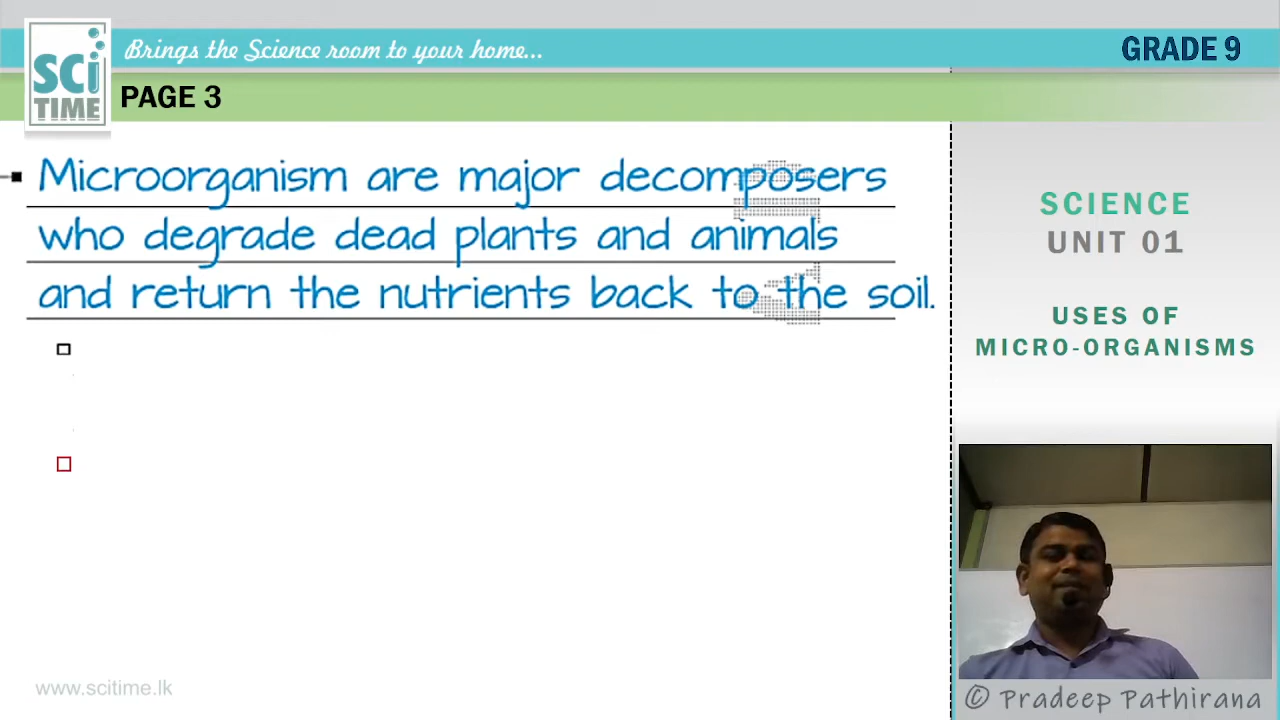 SCi
TIME
Brings the Science room to your home...
GRADE 9
PAGE 3
Microorganism are major decomposers
who degrade dead plants and animals
and return the nutrients back to the soil.
SCIENCE
UNIT 01
USES OF
MICRO-ORGANISMS
www.scitime.lk
© Pradeep Pathirana